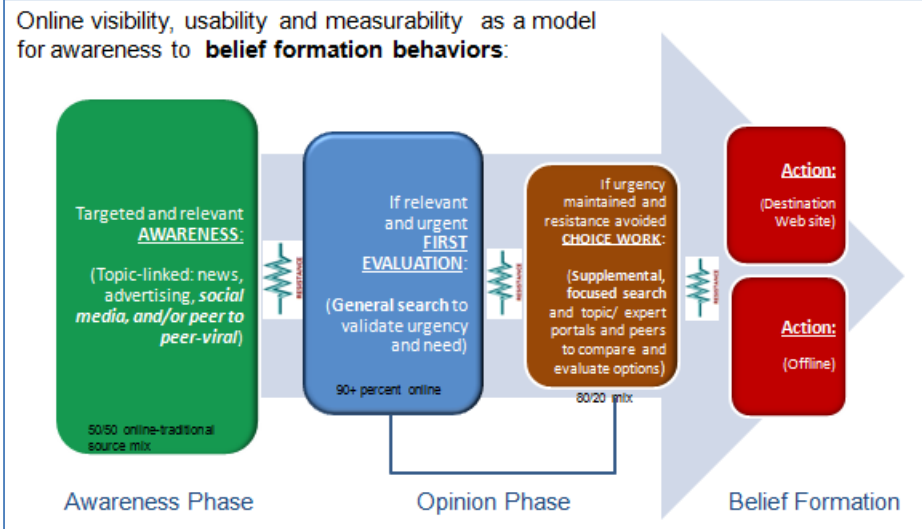 Online visibility, usability and measurability as a model
for awareness to belief formation behaviors:
Targeted and relevant
AWARENESS:
(Topic-linked: news,
advertising, social
media, and/or peer to
peer-viral)
50/50 online-traditional
source mix
RESISTANCE
If relevant
and urgent
FIRST
EVALUATION:
(General search to
validate urgency
and need)
90+ percent online
RESISTANCE
If urgency
maintained and
resistance avoided
CHOICE WORK:
(Supplemental,
focused search
and topic/ expert
portals and peers
to compare and
evaluate options)
80/20 mix
RESISTANCE
Action:
(Destination
Web site)
Action:
(Offline)
Awareness Phase
Opinion Phase
Belief Formation